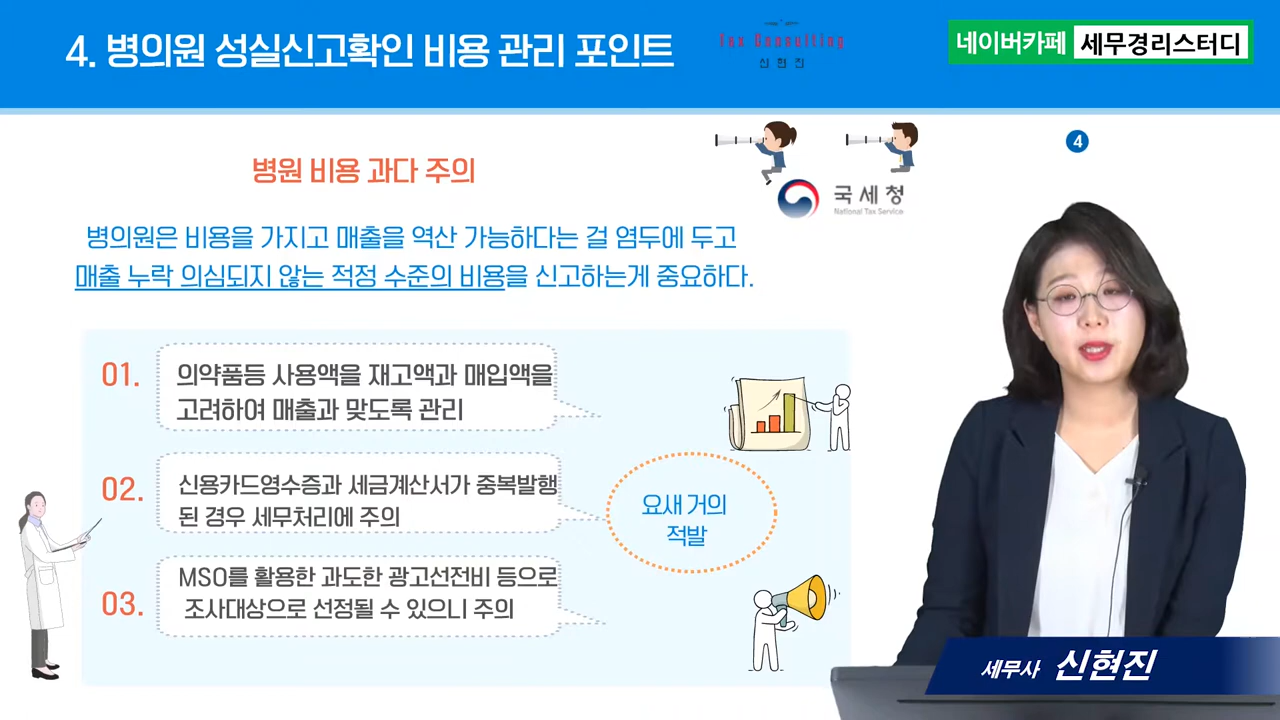 4. 병의원 성실신고확인 비용 관리 포인트
Tax Consulting
신현진
네이버카페 세무경리스터디
4
병원 비용 과다 주의
국세청
National Tax Service
병의원은 비용을 가지고 매출을 역산 가능하다는 걸 염두에 두고
매출 누락 의심되지 않는 적정 수준의 비용을 신고하는게 중요하다.
01.
의약품등 사용액을 재고액과 매입액을
고려하여 매출과 맞도록 관리
02.
신용카드영수증과 세금계산서가 중복발행
된 경우 세무처리에 주의
요새 거의
적발
03.
MSO를 활용한 과도한 광고선전비 등으로
조사대상으로 선정될 수 있으니 주의
세무사 신현진